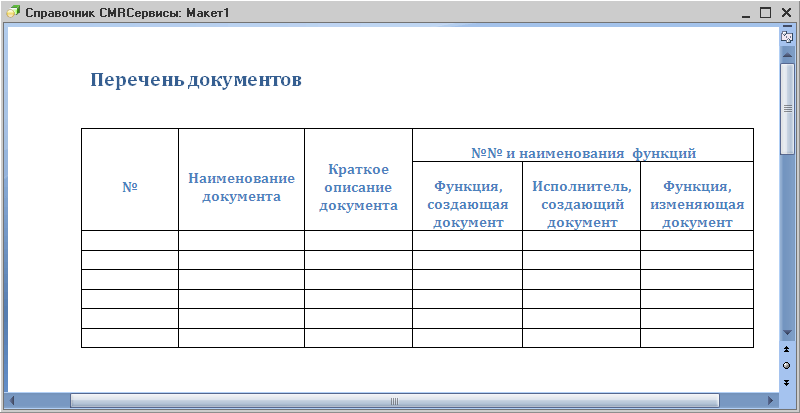 Справочник CMRСервисы: Макет1
Перечень документов
№
Наименование
документа
Краткое
описание
документа
№№ и наименования функций
Функция,
создающая
документ
Исполнитель,
создающий
документ
Функция,
изменяющая
документ